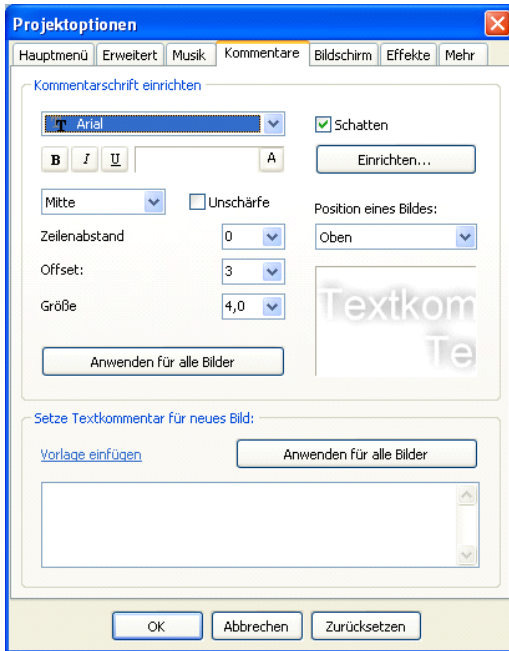 Projektoptionen
Hauptmenü Erweitert Musik Kommentare Bildschirm Effekte Mehr
Kommentarschrift einrichten
T Arial
Schatten
B I U A
Einrichten...
Mitte
Unschärfe
Position eines Bildes:
Zeilenabstand 0
Oben
Offset: 3
Größe 4,0
Textkom
Te
Anwenden für alle Bilder
Setze Textkommentar für neues Bild:
Vorlage einfügen
Anwenden für alle Bilder
OK Abbrechen Zurücksetzen